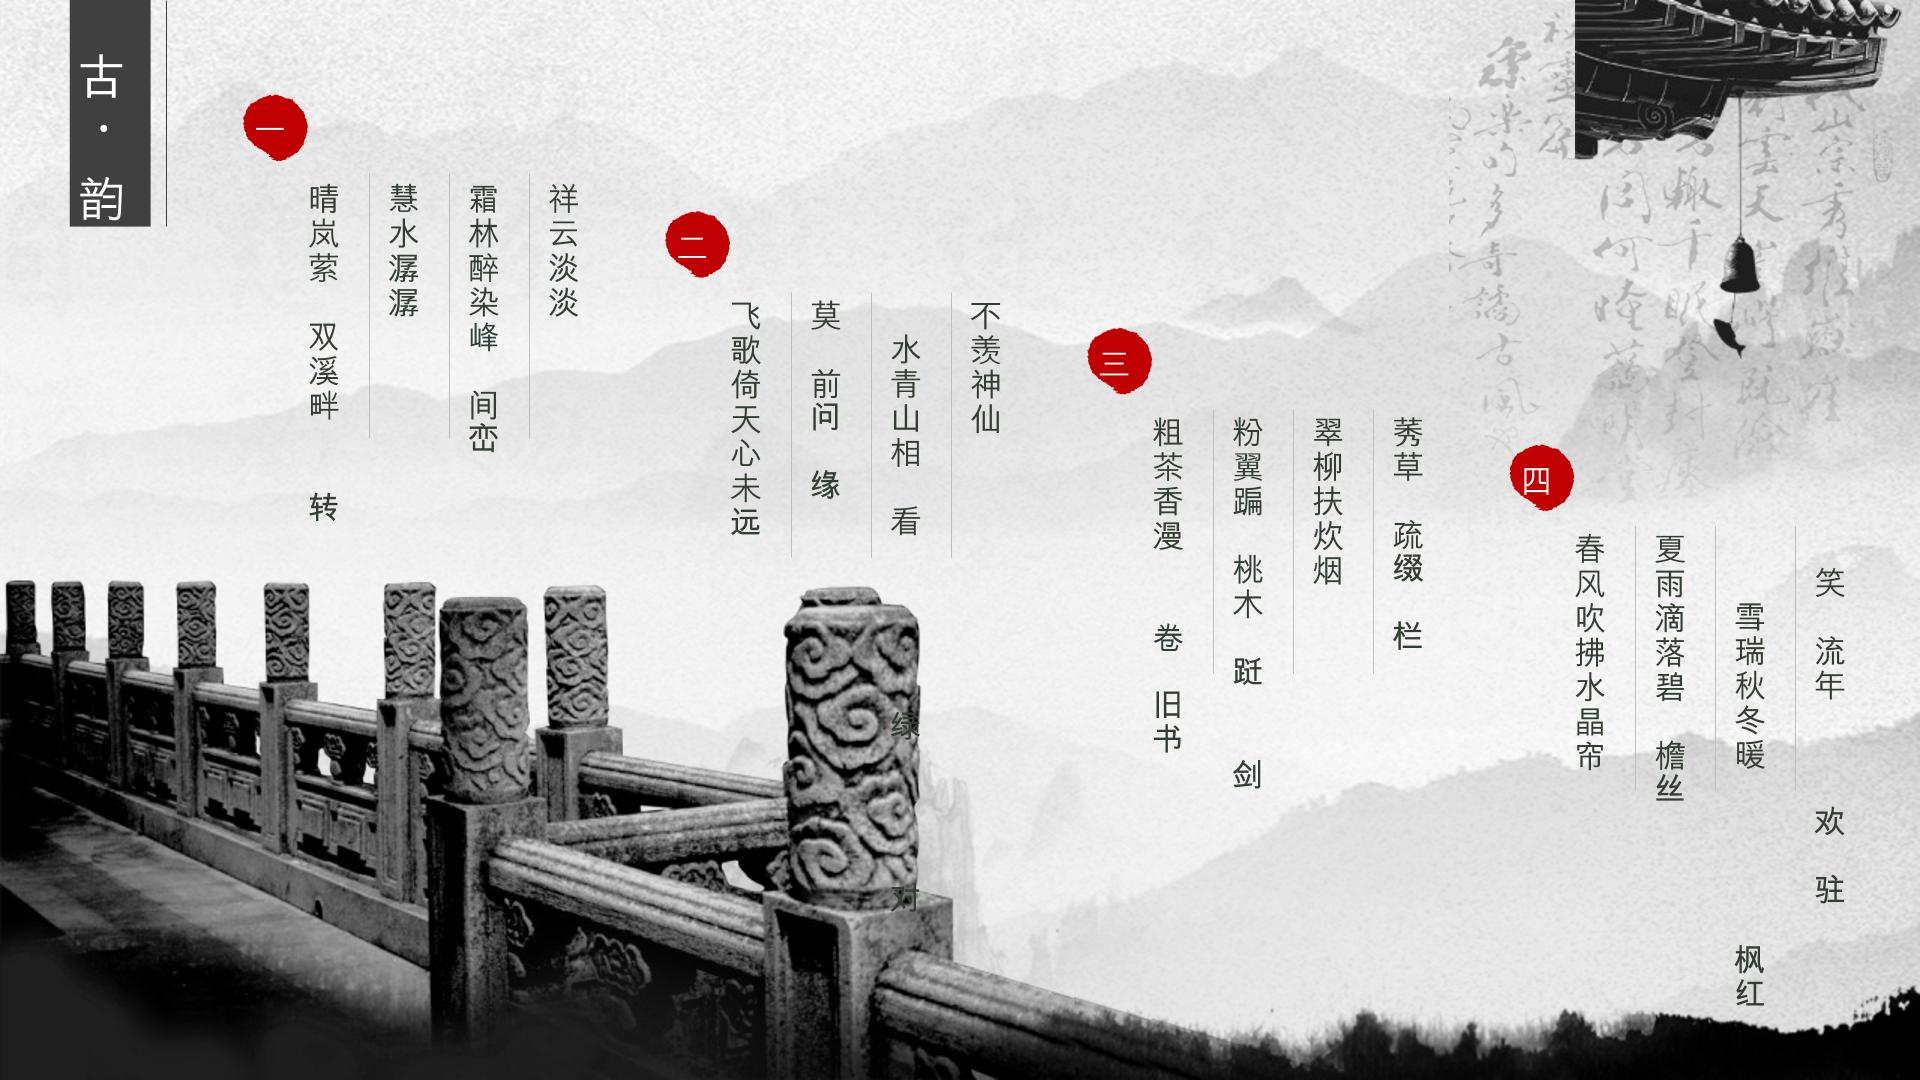 古·韵
一
晴岚萦 双溪畔 转
慧水潺潺
霜林醉染峰 间峦
祥云淡淡
二
飞歌倚天心未远
莫 前问 缘
水青山相 看 绿 对
不羡神仙
三
粗茶香漫 卷 旧书
粉翼蹁 桃木 跹 剑
翠柳扶炊烟
莠草 疏缀 栏
四
春风吹拂水晶帘
夏雨滴落碧 檐丝
雪瑞秋冬暖 枫红
笑 流年 欢 驻